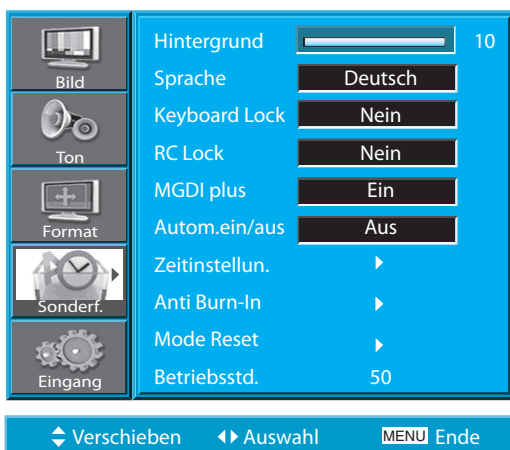 Bild
Ton
Format
Sonderf.
Eingang
Hintergrund 10
Sprache Deutsch
Keyboard Lock Nein
RC Lock Nein
MGDI plus Ein
Autom.ein/aus Aus
Zeitinstellun.
Anti Burn-In
Mode Reset
Betriebsstd. 50
Verschieben Auswahl MENU Ende